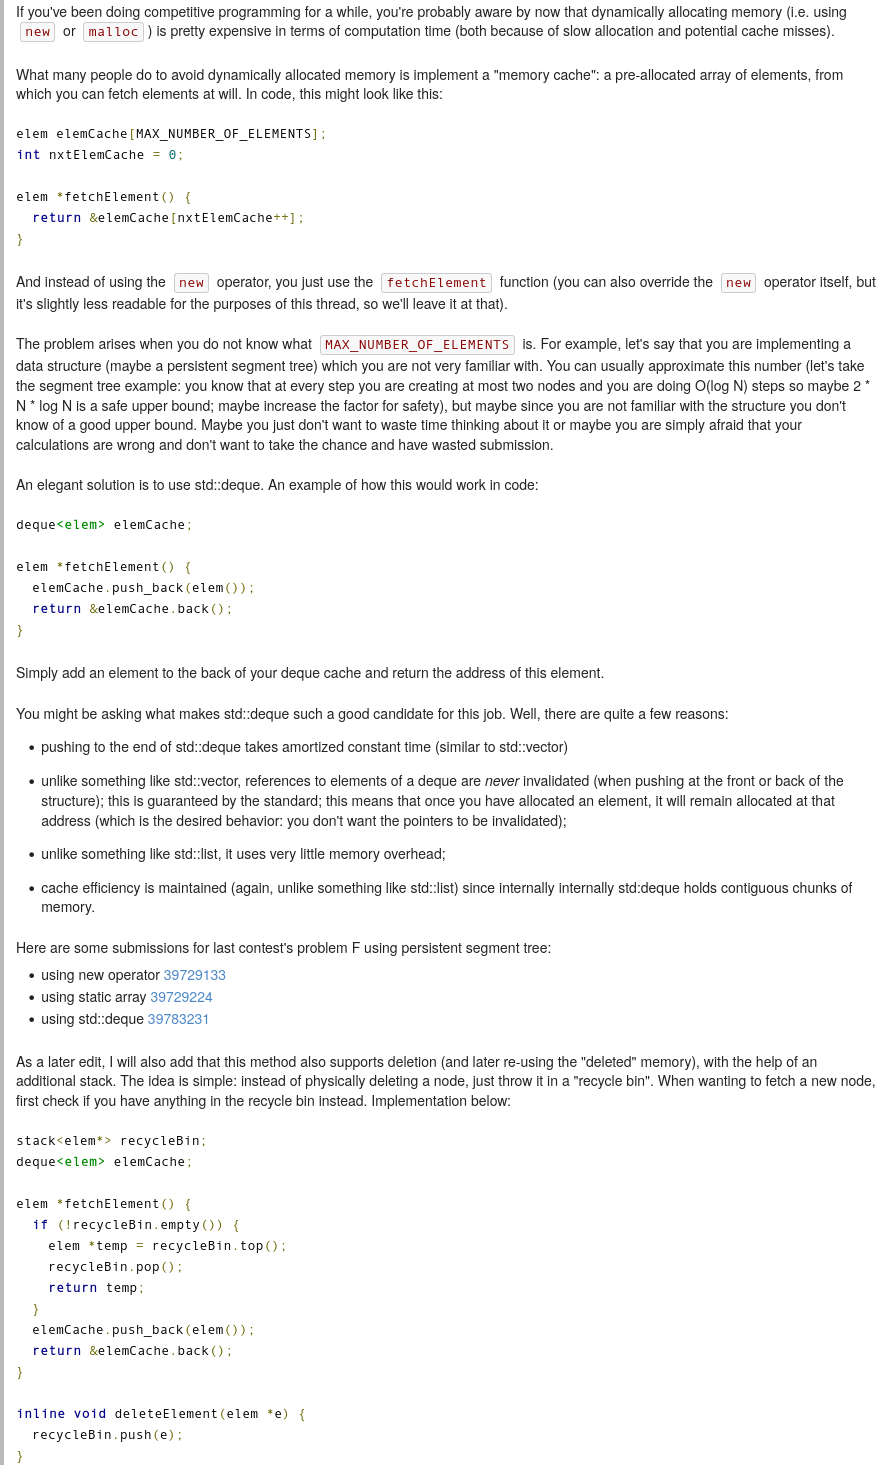 If you've been doing competitive programming for a while, you're probably aware by now that dynamically allocating memory (i.e. using
new or malloc ) is pretty expensive in terms of computation time (both because of slow allocation and potential cache misses).
What many people do to avoid dynamically allocated memory is implement a "memory cache": a pre-allocated array of elements, from
which you can fetch elements at will. In code, this might look like this:
elem elemCache[MAX_NUMBER_OF_ELEMENTS];
int nxtElemCache = 0;
elem *fetchElement() {
  return &elemCache[nxtElemCache++];
}
And instead of using the new operator, you just use the fetchElement function (you can also override the new operator itself, but
it's slightly less readable for the purposes of this thread, so we'll leave it at that).
The problem arises when you do not know what MAX_NUMBER_OF_ELEMENTS is. For example, let's say that you are implementing a
data structure (maybe a persistent segment tree) which you are not very familiar with. You can usually approximate this number (let's take
the segment tree example: you know that at every step you are creating at most two nodes and you are doing O(log N) steps so maybe 2 *
N * log N is a safe upper bound; maybe increase the factor for safety), but maybe since you are not familiar with the structure you don't
know of a good upper bound. Maybe you just don't want to waste time thinking about it or maybe you are simply afraid that your
calculations are wrong and don't want to take the chance and have wasted submission.
An elegant solution is to use std::deque. An example of how this would work in code:
deque<elem> elemCache;
elem *fetchElement() {
  elemCache.push_back(elem());
  return &elemCache.back();
}
Simply add an element to the back of your deque cache and return the address of this element.
You might be asking what makes std::deque such a good candidate for this job. Well, there are quite a few reasons:
• pushing to the end of std::deque takes amortized constant time (similar to std::vector)
• unlike something like std::vector, references to elements of a deque are never invalidated (when pushing at the front or back of the
structure); this is guaranteed by the standard; this means that once you have allocated an element, it will remain allocated at that
address (which is the desired behavior: you don't want the pointers to be invalidated);
• unlike something like std::list, it uses very little memory overhead;
• cache efficiency is maintained (again, unlike something like std::list) since internally internally std:deque holds contiguous chunks of
memory.
Here are some submissions for last contest's problem F using persistent segment tree:
• using new operator 39729133
• using static array 39729224
• using std::deque 39783231
As a later edit, I will also add that this method also supports deletion (and later re-using the "deleted" memory), with the help of an
additional stack. The idea is simple: instead of physically deleting a node, just throw it in a "recycle bin". When wanting to fetch a new node,
first check if you have anything in the recycle bin instead. Implementation below:
stack<elem*> recycleBin;
deque<elem> elemCache;
elem *fetchElement() {
  if (!recycleBin.empty()) {
    elem *temp = recycleBin.top();
    recycleBin.pop();
    return temp;
  }
  elemCache.push_back(elem());
  return &elemCache.back();
}
inline void deleteElement(elem *e) {
  recycleBin.push(e);
}